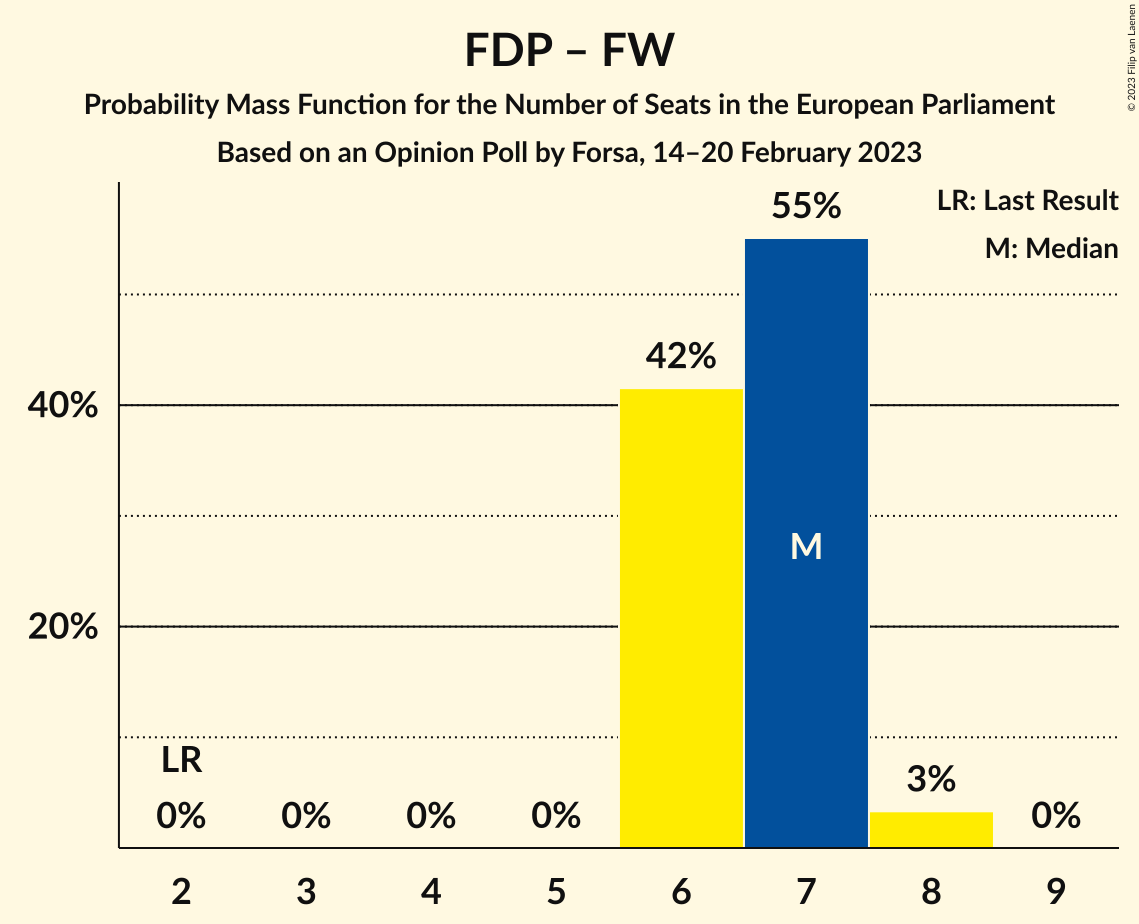 FDP – FW
Probability Mass Function for the Number of Seats in the European Parliament
Based on an Opinion Poll by Forsa, 14–20 February 2023
© 2023 Filip van Laenen
LR: Last Result
M: Median
55%
42%
40%
M
20%
LR
3%
0% 0% 0% 0% 0%
2 3 4 5 6 7 8 9